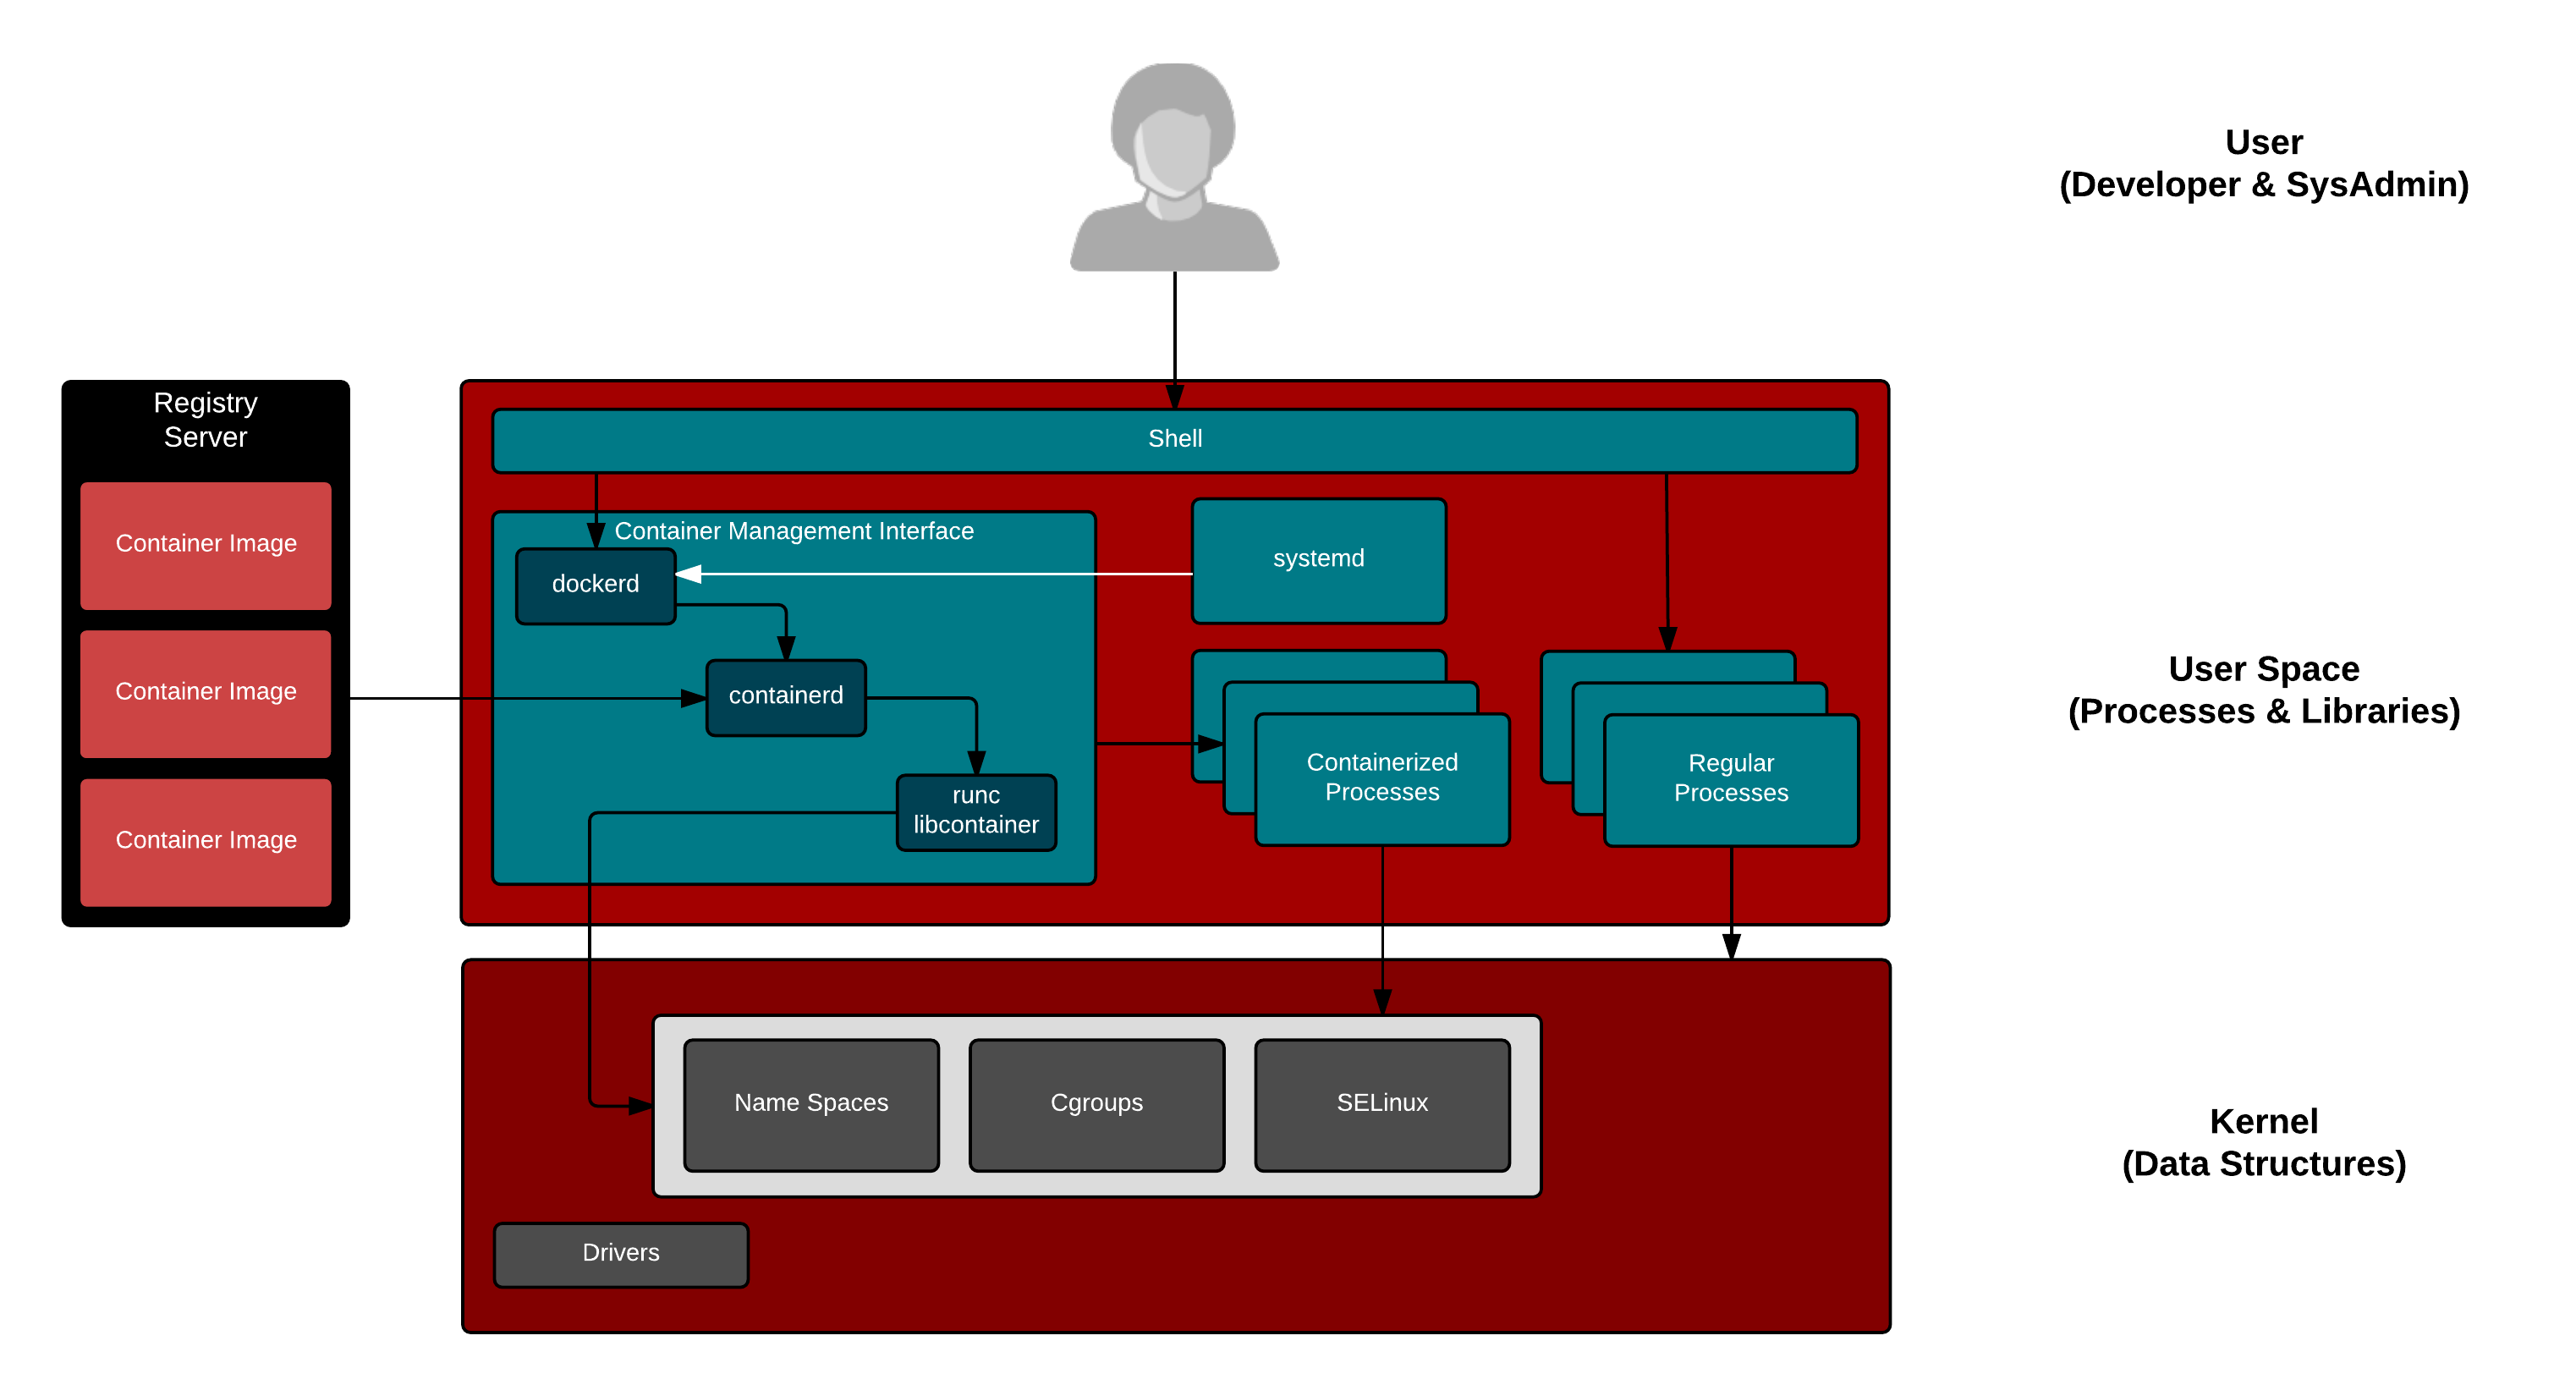 User
(Developer & SysAdmin)
Registry
Server
Container Image
Container Image
Container Image
Shell
Container Management Interface
dockerd
systemd
containerd
runc
libcontainer
Containerized
Processes
Regular
Processes
User Space
(Processes & Libraries)
Name Spaces
Cgroups
SELinux
Drivers
Kernel
(Data Structures)